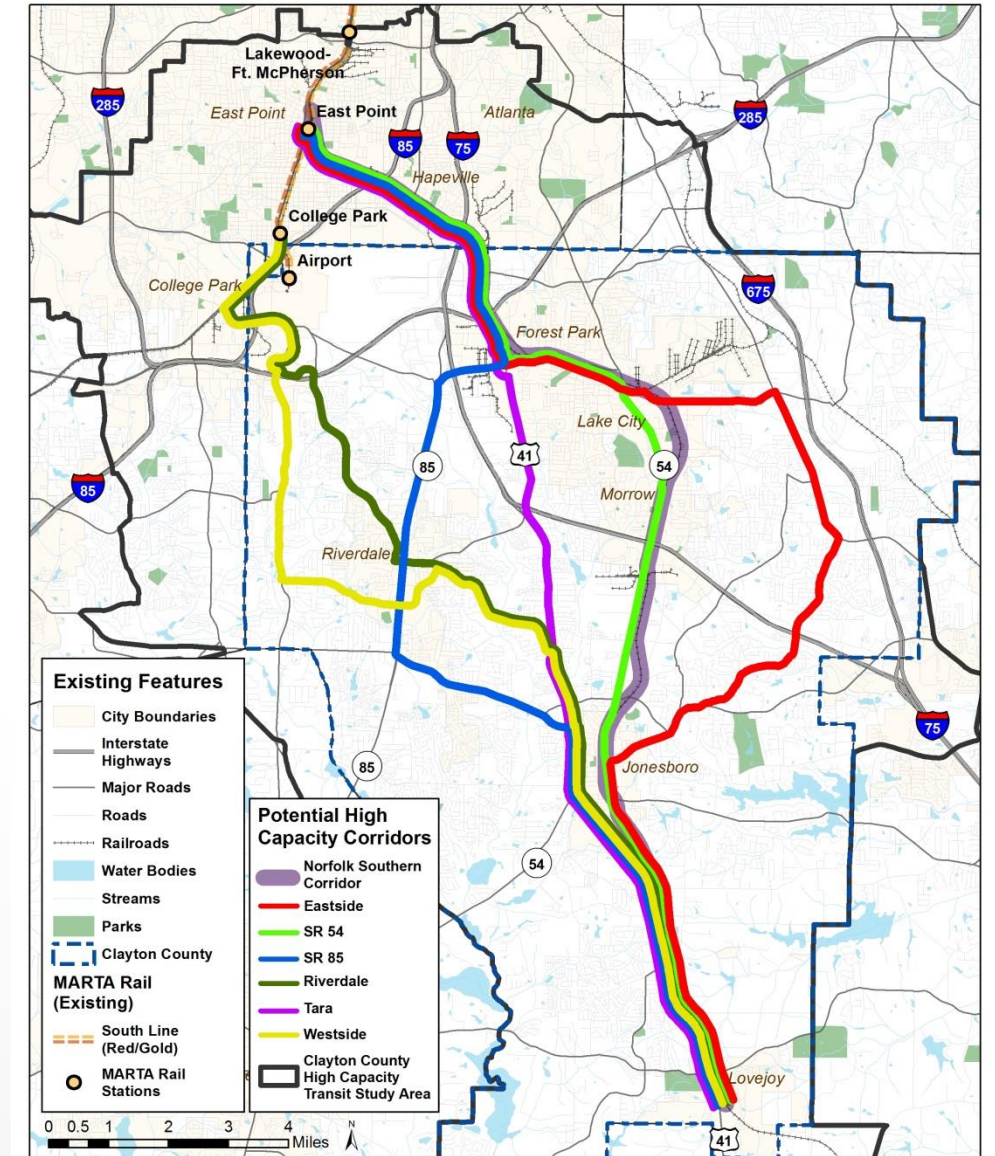 Lakewood-
Ft. McPherson
285
East Point
East Point
Atlanta
285
85
75
Hapeville
College Park
Airport
College Park
675
Forest Park
Lake City
41
85
54
Morrow
85
Riverdale
75
Jonesboro
85
54
Lovejoy
41
Existing Features
City Boundaries
Interstate
Highways
Major Roads
Roads
Railroads
Water Bodies
Streams
Parks
Clayton County
MARTA Rail
(Existing)
South Line
(Red/Gold)
MARTA Rail
Stations
Potential High
Capacity Corridors
Norfolk Southern
Corridor
Eastside
SR 54
SR 85
Riverdale
Tara
Westside
Clayton County
High Capacity
Transit Study Area
0 0.5 1 2 3 4
Miles
N